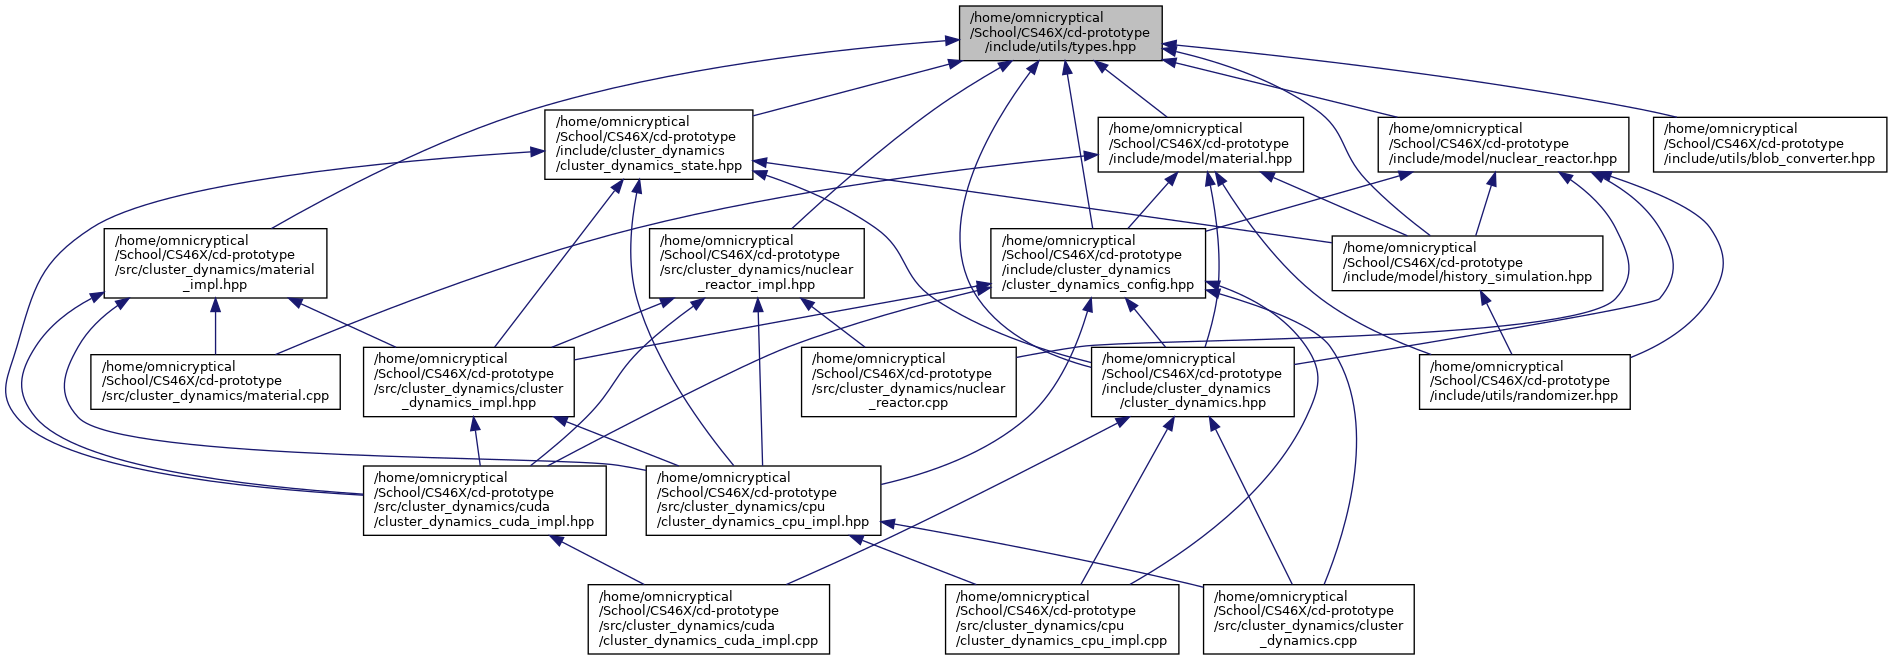 /home/omnicryptical
/School/CS46X/cd-prototype
/include/utils/types.hpp
/home/omnicryptical
/School/CS46X/cd-prototype
/include/cluster_dynamics
/cluster_dynamics_state.hpp
/home/omnicryptical
/School/CS46X/cd-prototype
/include/model/material.hpp
/home/omnicryptical
/School/CS46X/cd-prototype
/include/model/nuclear_reactor.hpp
/home/omnicryptical
/School/CS46X/cd-prototype
/include/utils/blob_converter.hpp
/home/omnicryptical
/School/CS46X/cd-prototype
/src/cluster_dynamics/material
_impl.hpp
/home/omnicryptical
/School/CS46X/cd-prototype
/src/cluster_dynamics/nuclear
_reactor_impl.hpp
/home/omnicryptical
/School/CS46X/cd-prototype
/include/cluster_dynamics
/cluster_dynamics_config.hpp
/home/omnicryptical
/School/CS46X/cd-prototype
/include/model/history_simulation.hpp
/home/omnicryptical
/School/CS46X/cd-prototype
/src/cluster_dynamics/material.cpp
/home/omnicryptical
/School/CS46X/cd-prototype
/src/cluster_dynamics/cluster
_dynamics_impl.hpp
/home/omnicryptical
/School/CS46X/cd-prototype
/src/cluster_dynamics/nuclear
_reactor.cpp
/home/omnicryptical
/School/CS46X/cd-prototype
/include/cluster_dynamics
/cluster_dynamics.hpp
/home/omnicryptical
/School/CS46X/cd-prototype
/include/utils/randomizer.hpp
/home/omnicryptical
/School/CS46X/cd-prototype
/src/cluster_dynamics/cuda
/cluster_dynamics_cuda_impl.hpp
/home/omnicryptical
/School/CS46X/cd-prototype
/src/cluster_dynamics/cpu
/cluster_dynamics_cpu_impl.hpp
/home/omnicryptical
/School/CS46X/cd-prototype
/src/cluster_dynamics/cuda
/cluster_dynamics_cuda_impl.cpp
/home/omnicryptical
/School/CS46X/cd-prototype
/src/cluster_dynamics/cpu
/cluster_dynamics_cpu_impl.cpp
/home/omnicryptical
/School/CS46X/cd-prototype
/src/cluster_dynamics/cluster
_dynamics.cpp